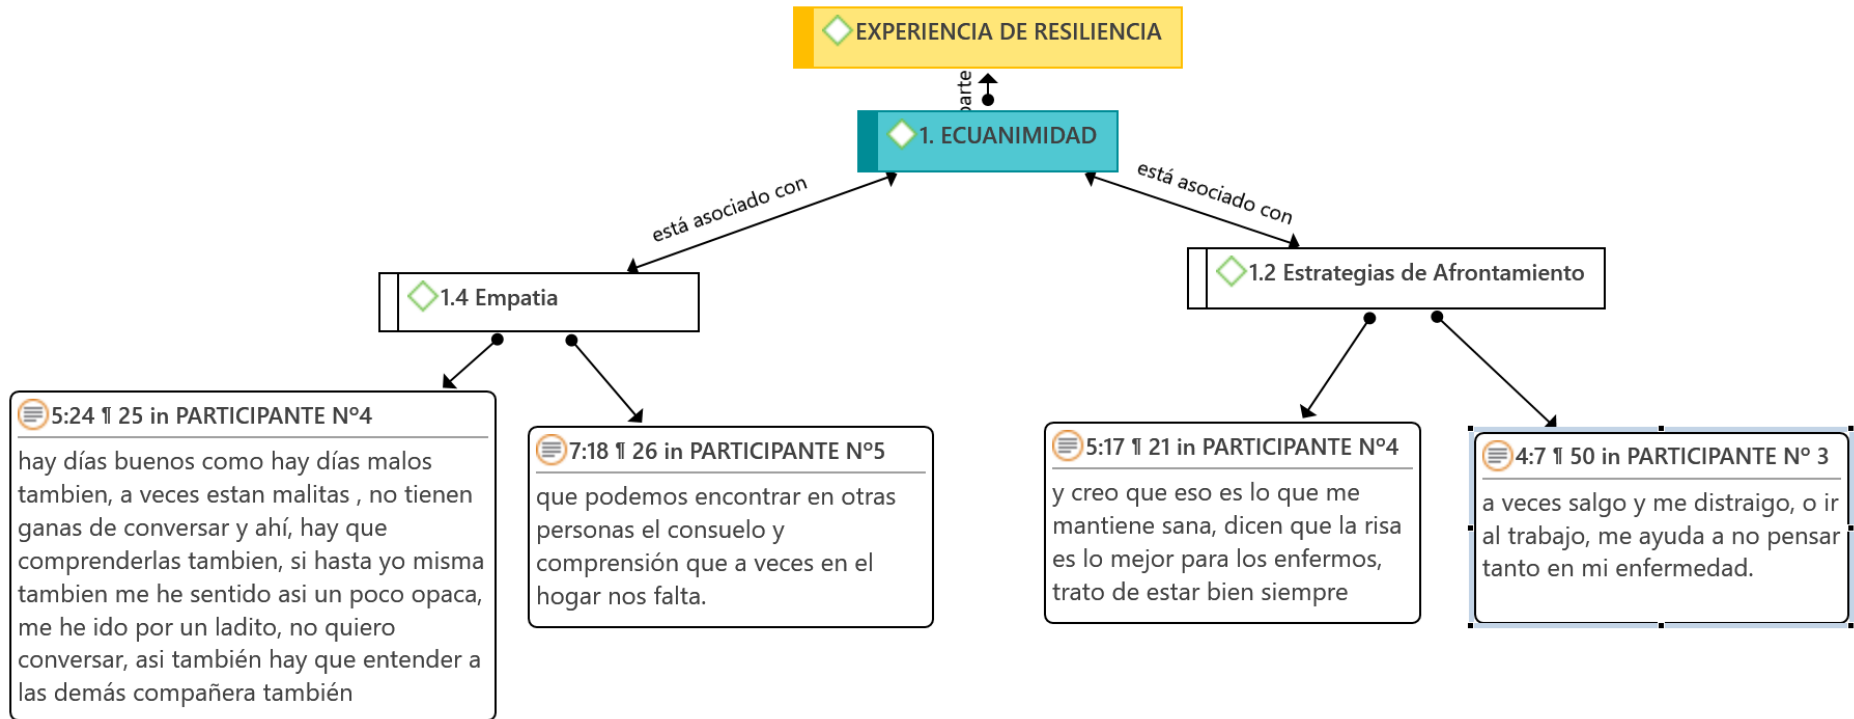 EXPERIENCIA DE RESILIENCIA
parte
1. ECUANIMIDAD
está asociado con
está asociado con
1.4 Empatia
1.2 Estrategias de Afrontamiento
5:24 ¶ 25 in PARTICIPANTE Nº4
hay días buenos como hay días malos
tambien, a veces estan malitas , no tienen
ganas de conversar y ahí, hay que
comprenderlas tambien, si hasta yo misma
tambien me he sentido asi un poco opaca,
me he ido por un ladito, no quiero
conversar, asi también hay que entender a
las demás compañera también
7:18 ¶ 26 in PARTICIPANTE Nº5
que podemos encontrar en otras
personas el consuelo y
comprensión que a veces en el
hogar nos falta.
5:17 ¶ 21 in PARTICIPANTE Nº4
y creo que eso es lo que me
mantiene sana, dicen que la risa
es lo mejor para los enfermos,
trato de estar bien siempre
4:7 ¶ 50 in PARTICIPANTE Nº 3
a veces salgo y me distraigo, o ir
al trabajo, me ayuda a no pensar
tanto en mi enfermedad.